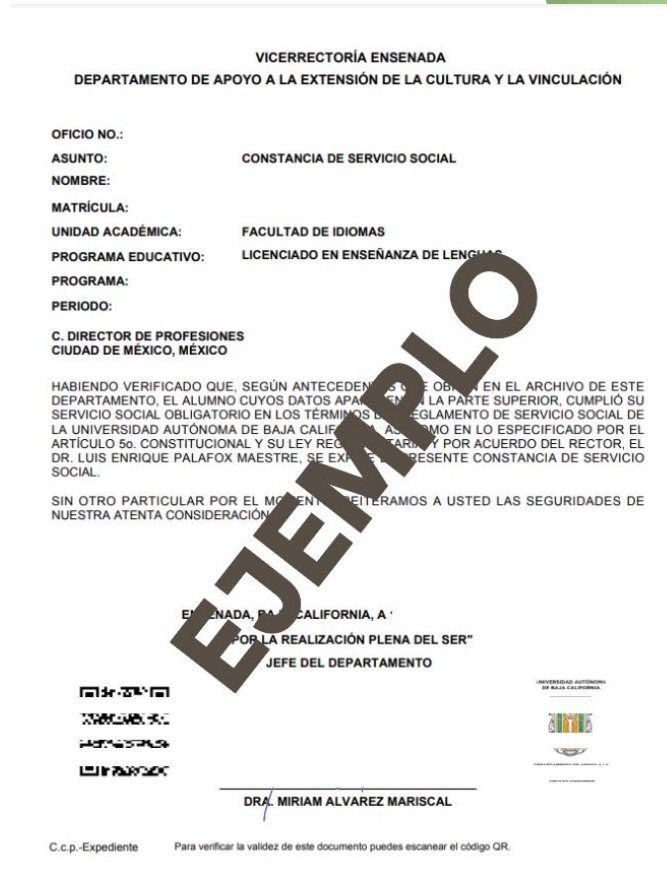 VICERRECTORÍA ENSENADA
DEPARTAMENTO DE APOYO A LA EXTENSIÓN DE LA CULTURA Y LA VINCULACIÓN
OFICIO NO.:
ASUNTO: CONSTANCIA DE SERVICIO SOCIAL
NOMBRE:
MATRÍCULA:
UNIDAD ACADÉMICA: FACULTAD DE IDIOMAS
PROGRAMA EDUCATIVO: LICENCIADO EN ENSEÑANZA DE LENGUAS
PROGRAMA:
PERIODO:
C. DIRECTOR DE PROFESIONES
CIUDAD DE MÉXICO, MÉXICO
HABIENDO VERIFICADO QUE, SEGÚN ANTECEDENTES QUE OBRAN EN EL ARCHIVO DE ESTE
DEPARTAMENTO, EL ALUMNO CUYOS DATOS APARECEN EN LA PARTE SUPERIOR, CUMPLIÓ SU
SERVICIO SOCIAL OBLIGATORIO EN LOS TÉRMINOS DEL REGLAMENTO DE SERVICIO SOCIAL DE
LA UNIVERSIDAD AUTÓNOMA DE BAJA CALIFORNIA, ASÍ COMO EN LO ESPECIFICADO POR EL
ARTÍCULO 5o. CONSTITUCIONAL Y SU LEY REGLAMENTARIA Y POR ACUERDO DEL RECTOR, EL
DR. LUIS ENRIQUE PALAFOX MAESTRE, SE EXPIDE LA PRESENTE CONSTANCIA DE SERVICIO
SOCIAL.
SIN OTRO PARTICULAR POR EL MOMENTO, REITERAMOS A USTED LAS SEGURIDADES DE
NUESTRA ATENTA CONSIDERACIÓN
EJEMPLO
ENSENADA, BAJA CALIFORNIA, A
"POR LA REALIZACIÓN PLENA DEL SER"
JEFE DEL DEPARTAMENTO
UNIVERSIDAD AUTÓNOMA
DE BAJA CALIFORNIA
DRA. MIRIAM ALVAREZ MARISCAL
C.c.p.-Expediente Para verificar la validez de este documento puedes escanear el código QR.